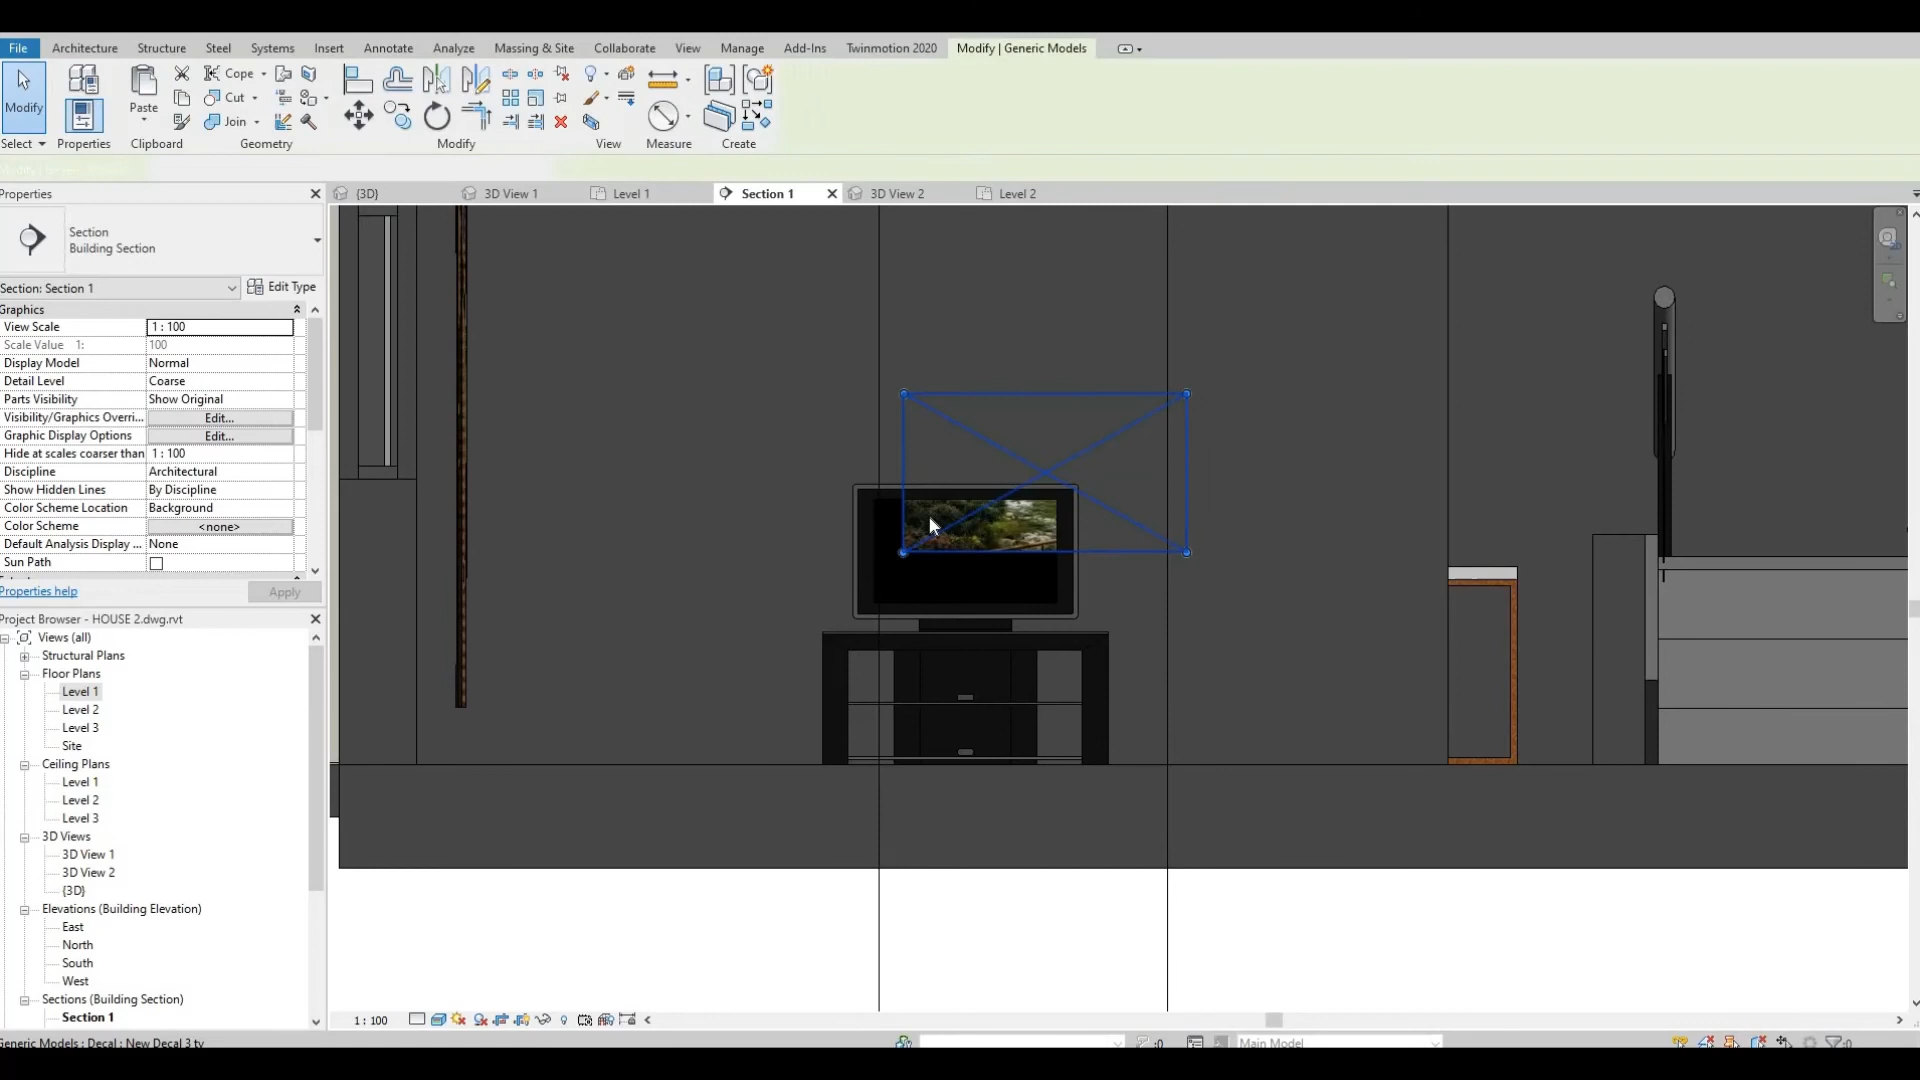 File Architecture Structure Steel Systems Insert Annotate Analyze Massing & Site Collaborate View Manage Add-Ins Twinmotion 2020 Modify | Generic Models
Modify Paste Cope
Cut
Join
Select Properties Clipboard Geometry Modify View Measure Create
Properties
{3D} 3D View 1 Level 1 Section 1 3D View 2 Level 2
Section
Building Section
Section: Section 1 Edit Type
Graphics
View Scale 1 : 100
Scale Value 1: 100
Display Model Normal
Detail Level Coarse
Parts Visibility Show Original
Visibility/Graphics Overri... Edit...
Graphic Display Options Edit...
Hide at scales coarser than 1 : 100
Discipline Architectural
Show Hidden Lines By Discipline
Color Scheme Location Background
Color Scheme <none>
Default Analysis Display ... None
Sun Path
Properties help Apply
Project Browser - HOUSE 2.dwg.rvt
Views (all)
Structural Plans
Floor Plans
Level 1
Level 2
Level 3
Site
Ceiling Plans
Level 1
Level 2
Level 3
3D Views
3D View 1
3D View 2
{3D}
Elevations (Building Elevation)
East
North
South
West
Sections (Building Section)
Section 1
1 : 100
Generic Models : Decal : New Decal 3 tv :0 Main Model :0